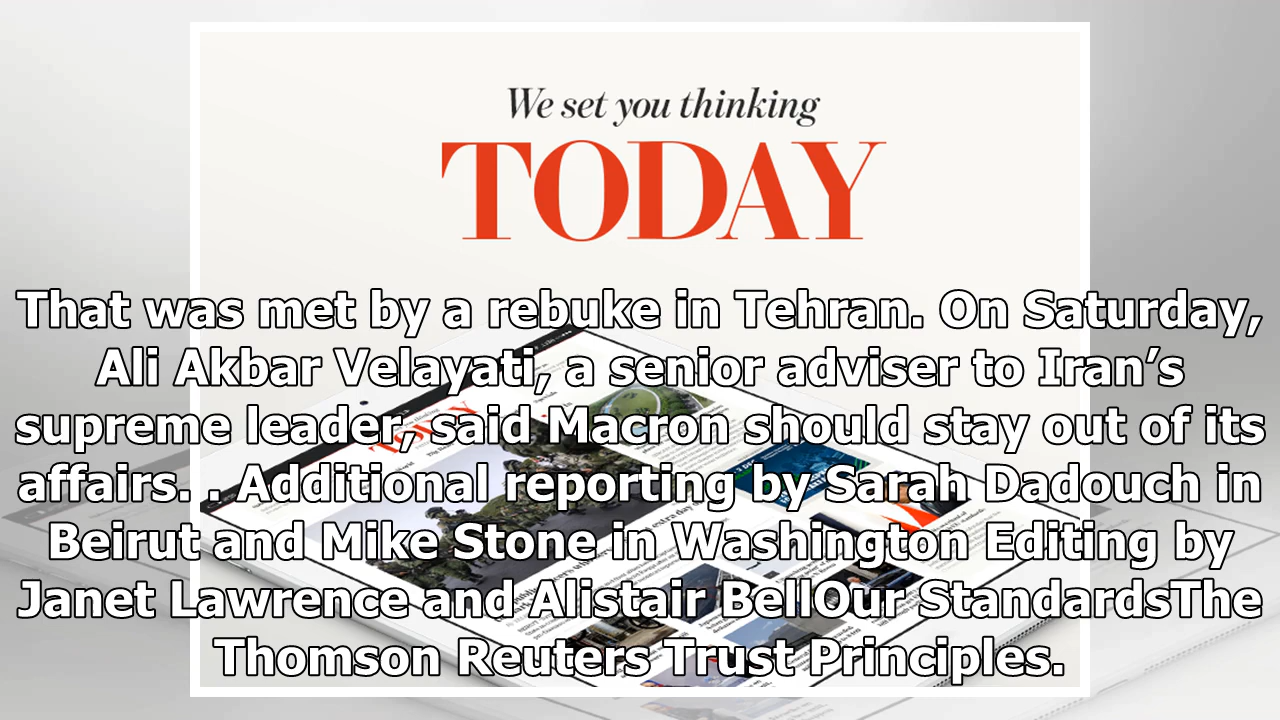 We set you thinking
TODAY
That was met by a rebuke in Tehran. On Saturday,
Ali Akbar Velayati, a senior adviser to Iran’s
supreme leader, said Macron should stay out of its
affairs. . Additional reporting by Sarah Dadouch in
Beirut and Mike Stone in Washington Editing by
Janet Lawrence and Alistair BellOur StandardsThe
Thomson Reuters Trust Principles.
TODAY